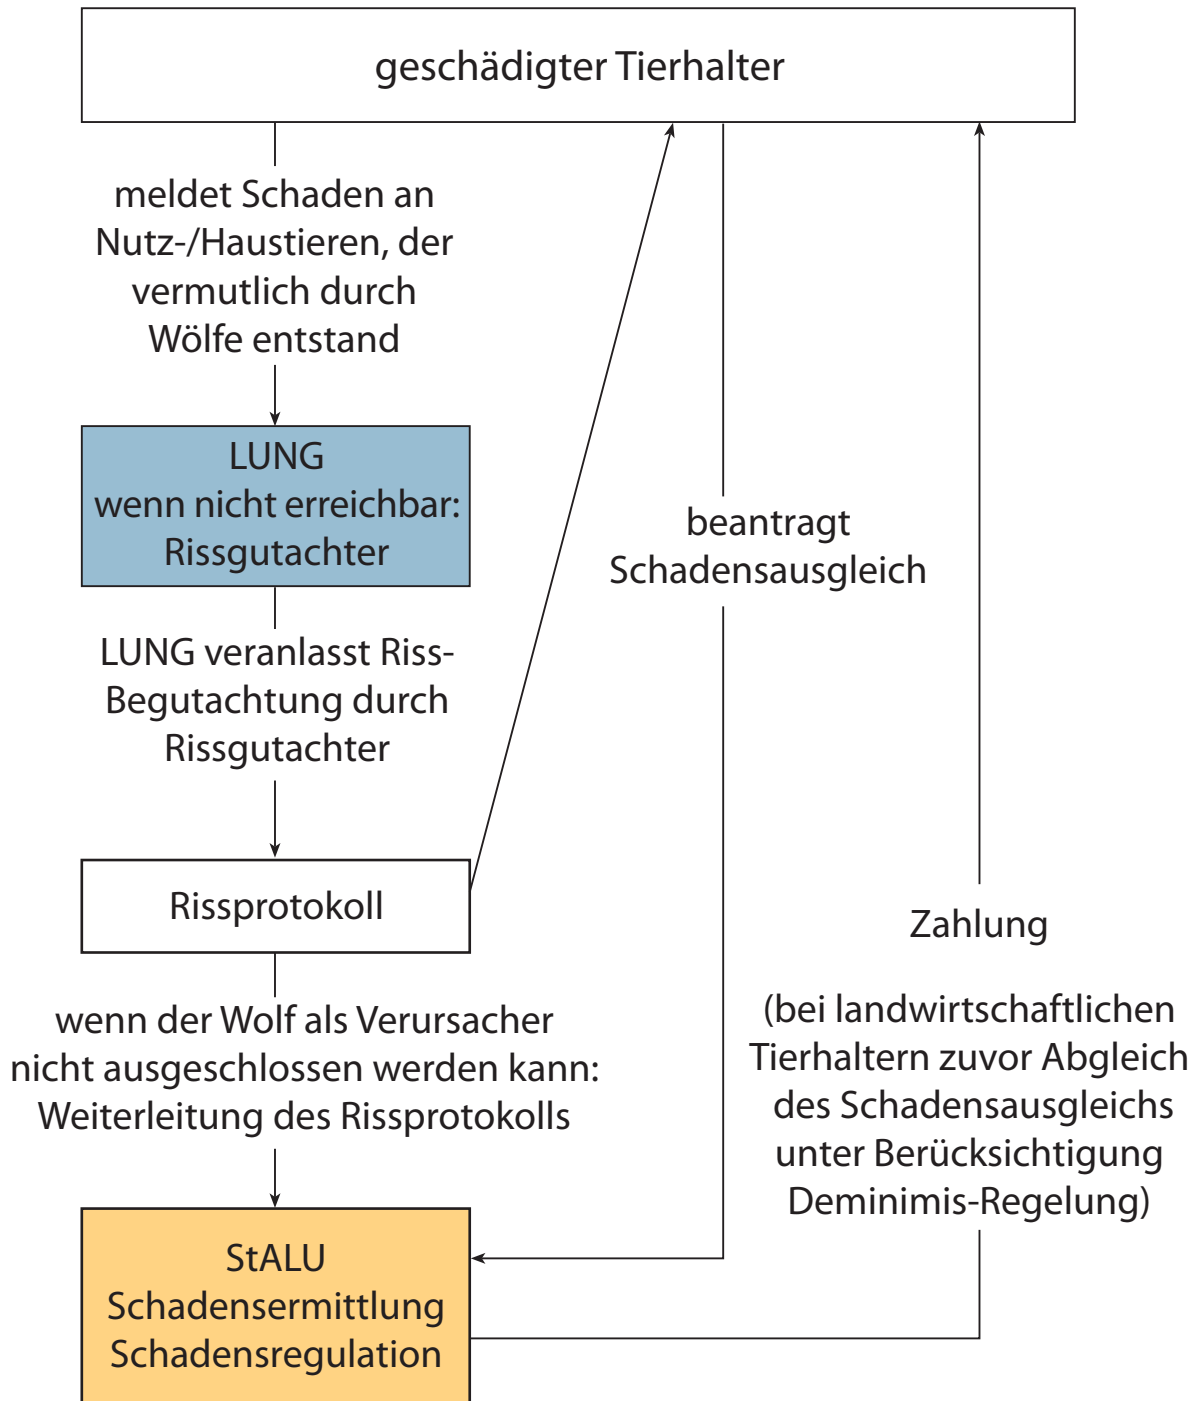 geschädigter Tierhalter
meldet Schaden an
Nutz-/Haustieren, der
vermutlich durch
Wölfe entstand
LUNG
wenn nicht erreichbar:
Rissgutachter
LUNG veranlasst Riss-
Begutachtung durch
Rissgutachter
Rissprotokoll
wenn der Wolf als Verursacher
nicht ausgeschlossen werden kann:
Weiterleitung des Rissprotokolls
StALU
Schadensermittlung
Schadensregulation
beantragt
Schadensausgleich
Zahlung
(bei landwirtschaftlichen
Tierhaltern zuvor Abgleich
des Schadensausgleichs
unter Berücksichtigung
Deminimis-Regelung)